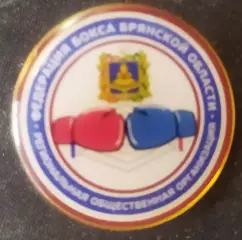 ФЕДЕРАЦИЯ БОКСА БРЯНСКОЙ ОБЛАСТИ
РЕГИОНАЛЬНАЯ ОБЩЕСТВЕННАЯ ОРГАНИЗАЦИЯ